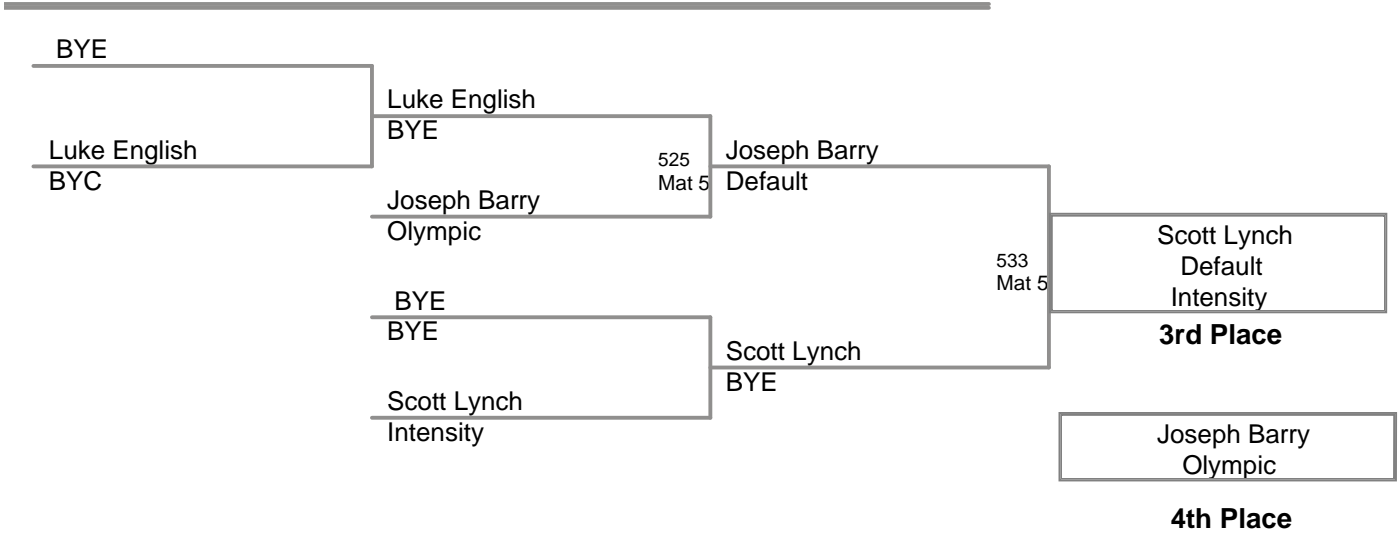 BYE
Luke English
BYE
Luke English
BYC
525
Mat 5
Joseph Barry
Default
Joseph Barry
Olympic
533
Mat 5
Scott Lynch
Default
Intensity
3rd Place
BYE
BYE
Scott Lynch
BYE
Scott Lynch
Intensity
Joseph Barry
Olympic
4th Place